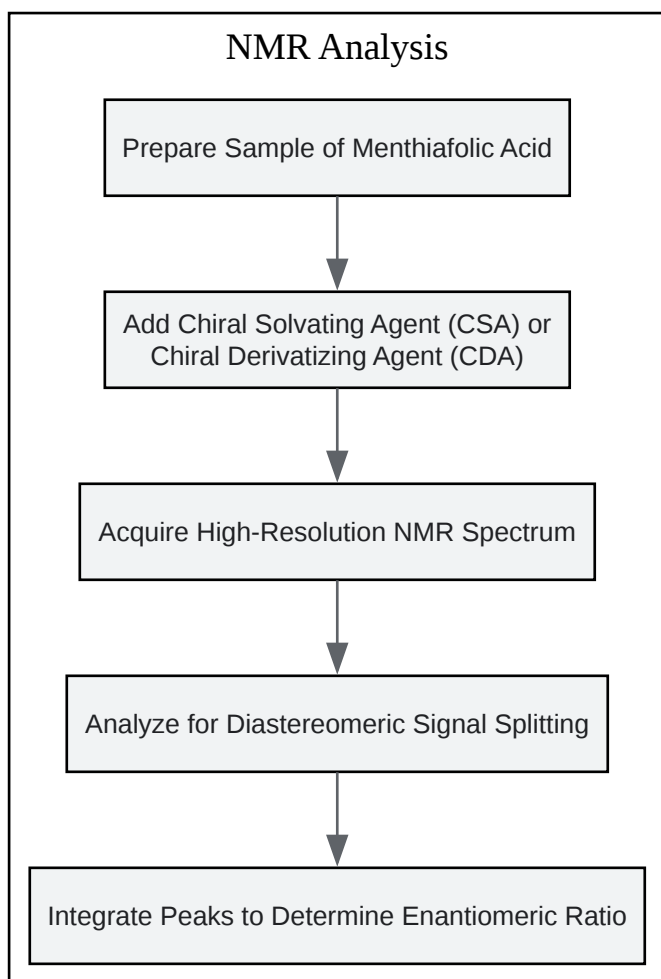 NMR Analysis
Prepare Sample of Menthiafolic Acid
Add Chiral Solvating Agent (CSA) or
Chiral Derivatizing Agent (CDA)
Acquire High-Resolution NMR Spectrum
Analyze for Diastereomeric Signal Splitting
Integrate Peaks to Determine Enantiomeric Ratio